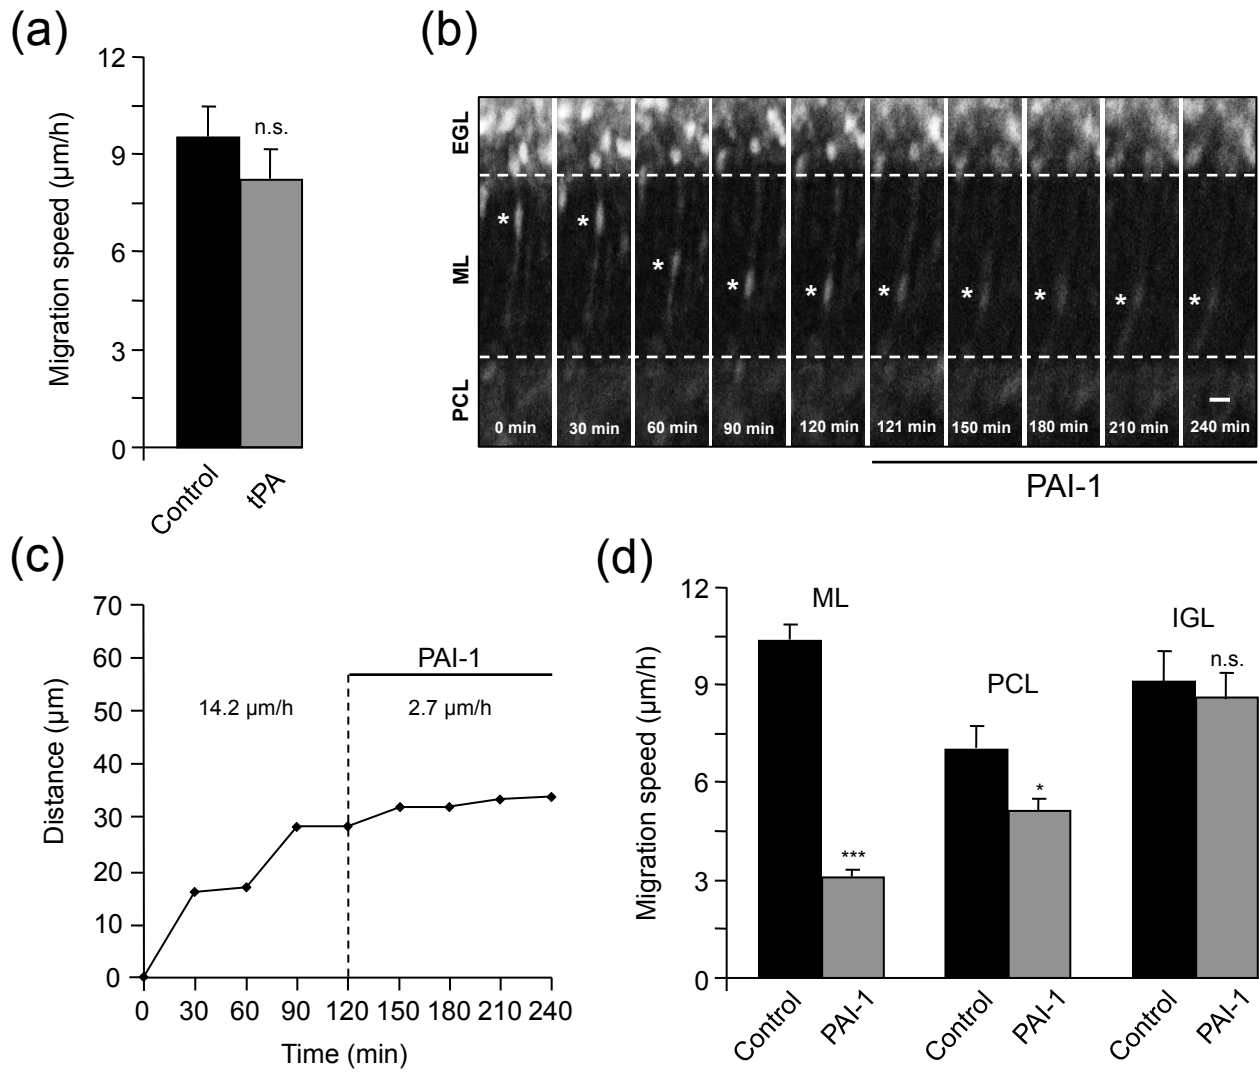 (a)
12
9
6
3
0
Migration speed (µm/h)
n.s.
Control
tPA
(b)
EGL
ML
PCL
* * * * * * * * * *
0 min 30 min 60 min 90 min 120 min 121 min 150 min 180 min 210 min 240 min
PAI-1
(c)
70
60
50
40
30
20
10
0
Distance (µm)
PAI-1
14.2 µm/h 2.7 µm/h
0 30 60 90 120 150 180 210 240
Time (min)
(d)
12
9
6
3
0
Migration speed (µm/h)
ML
***
PCL
*
IGL
n.s.
Control PAI-1 Control PAI-1 Control PAI-1